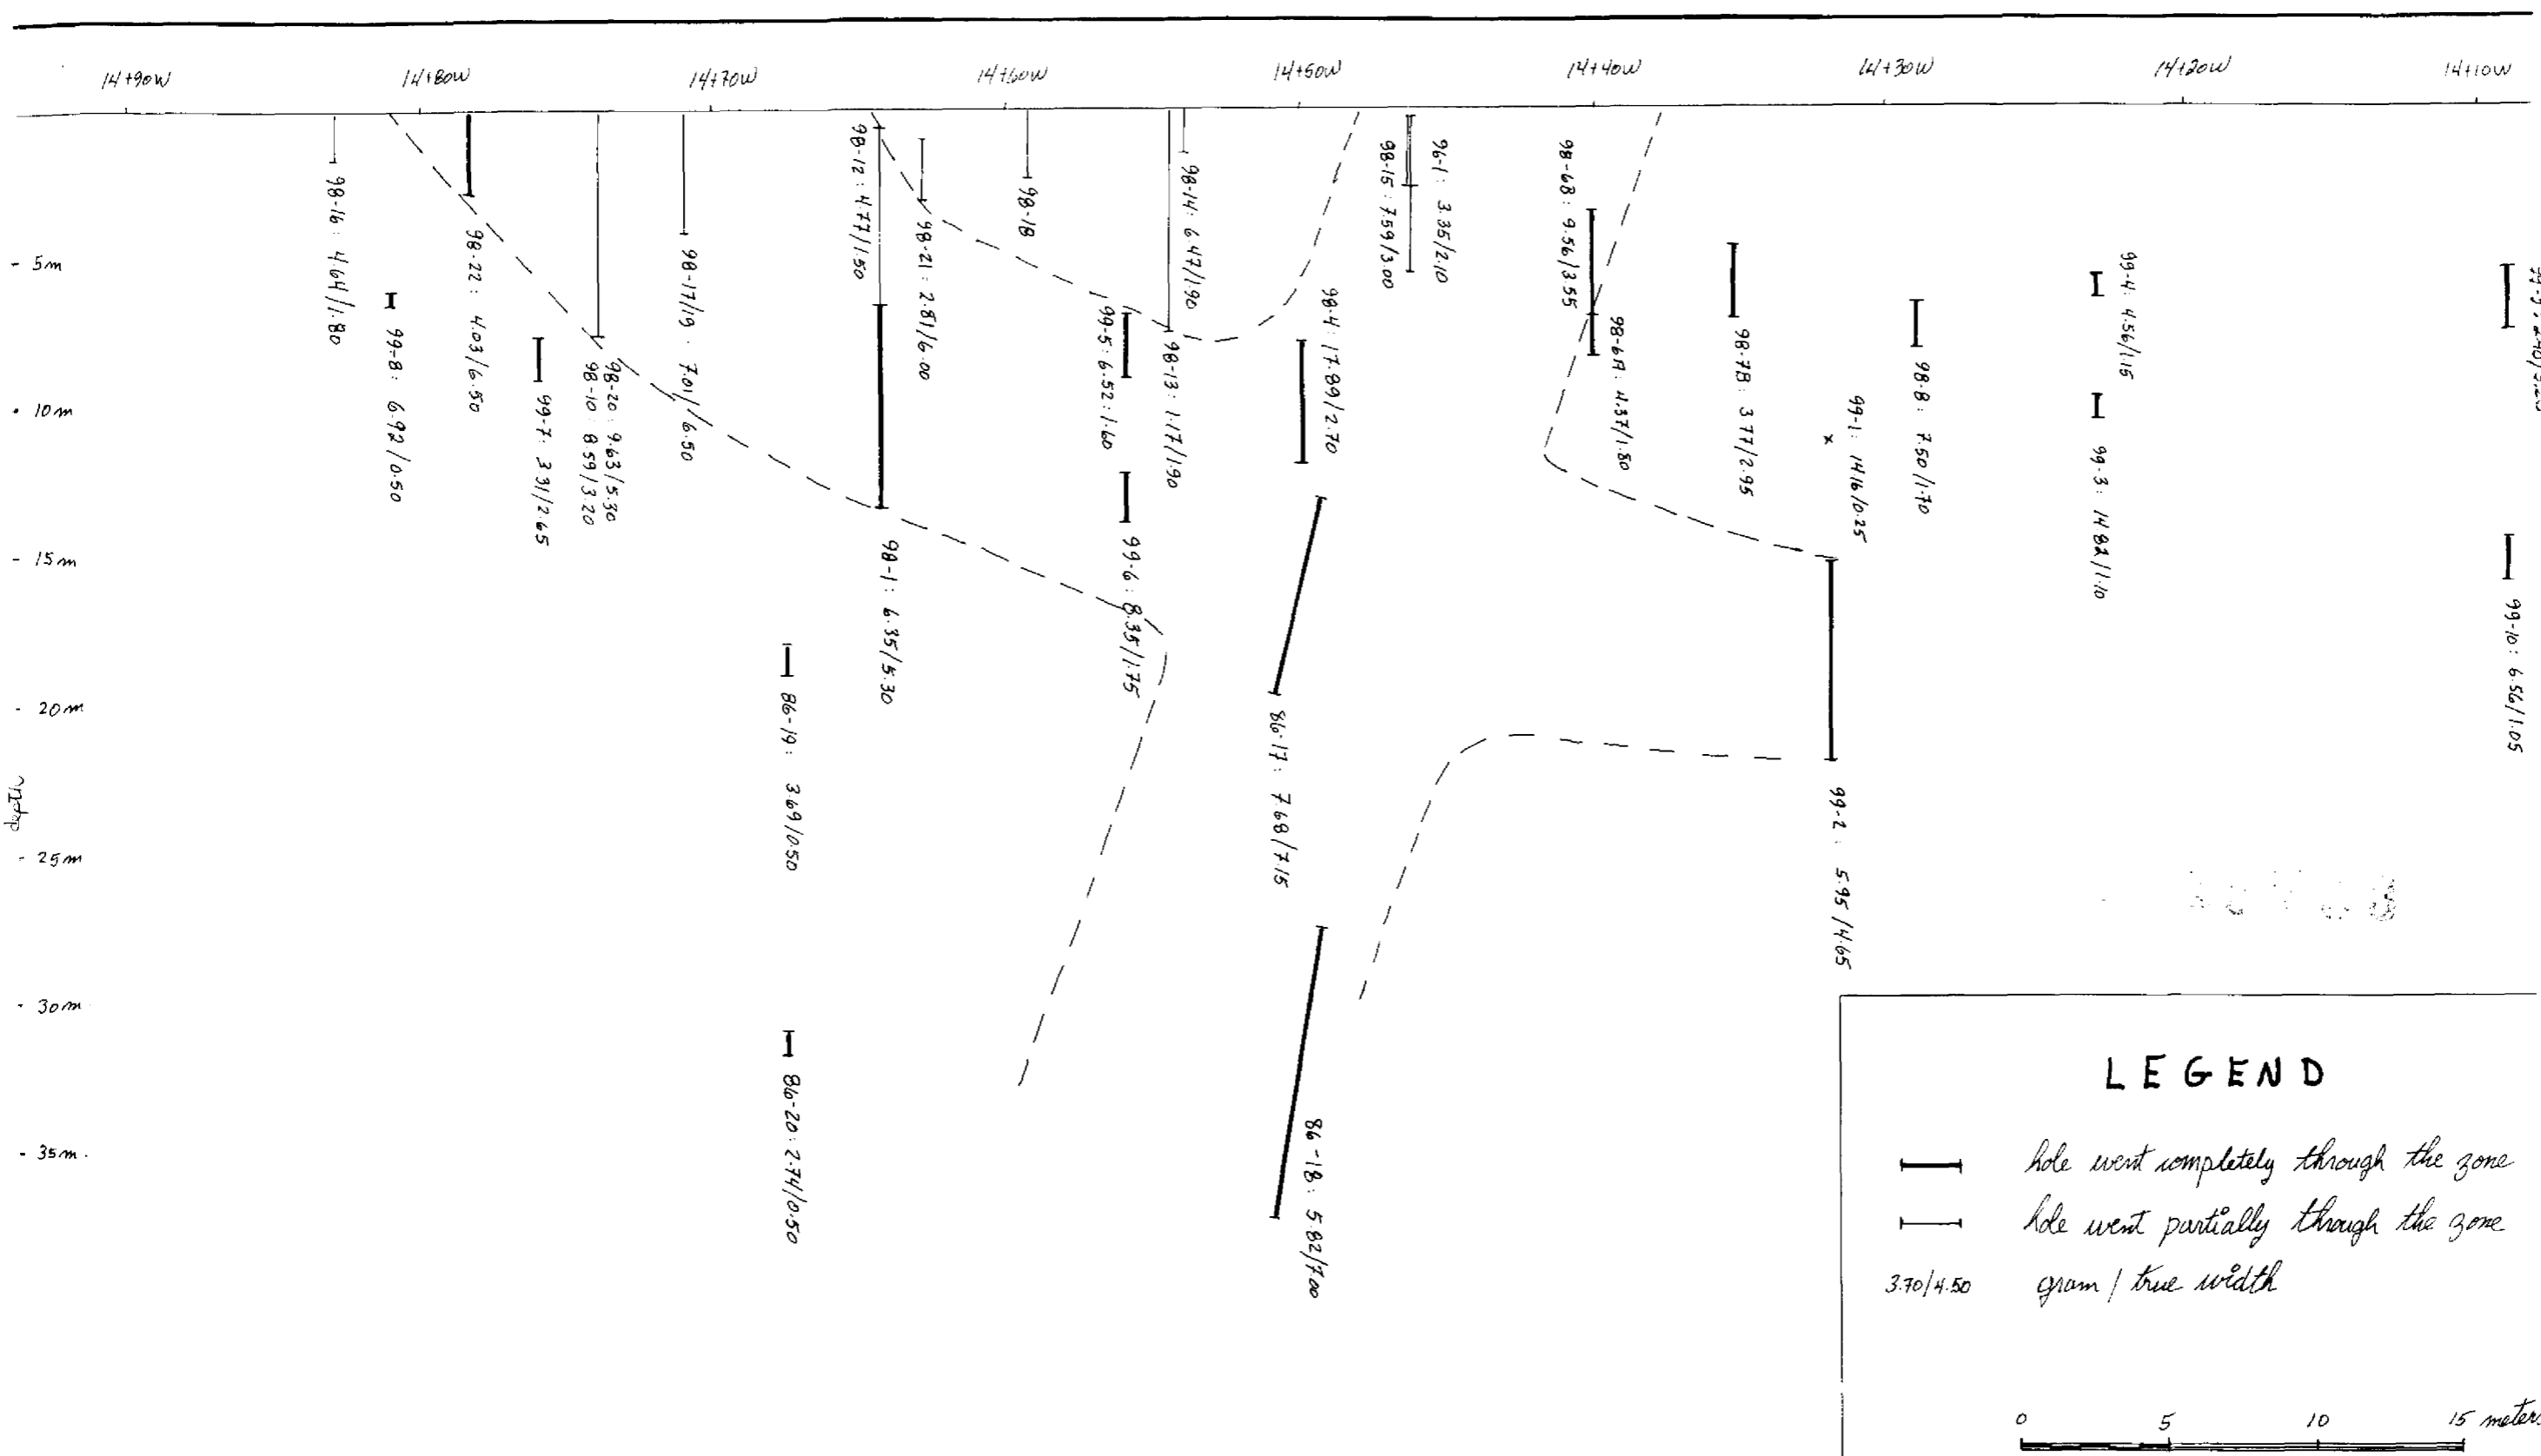 14+90W
14+80W
14+70W
14+60W
14+50W
14+40W
14+30W
14+20W
14+10W
- 5m
- 10m
- 15m
- 20m
- 25m
- 30m
- 35m
depth
98-16: 4.64/1.80
99-8: 6.92/0.50
98-22: 4.03/6.50
99-7: 3.31/2.65
98-20: 9.63/5.30
98-10: 8.59/3.20
98-17/19: 7.01/6.50
86-19: 3.69/0.50
86-20: 2.74/0.50
98-12: 4.77/1.50
98-1: 6.35/5.30
98-21: 2.81/6.00
98-18
99-5: 6.52:1.60
99-6: 8.35/1.75
98-13: 1.17/1.90
98-14: 6.47/1.90
98-4: 17.89/2.70
86-17: 7.68/7.15
86-18: 5.82/7.00
98-15: 7.59/3.00
96-1: 3.35/2.10
98-6B: 9.56/3.55
98-6A: 4.37/1.80
98-7B: 3.77/2.95
99-1: 14.16/0.25
99-2: 5.95/4.65
98-8: 7.50/1.70
99-4: 4.56/1.15
99-3: 14.82/1.10
99-10: 6.56/1.05
LEGEND
hole went completely through the zone
hole went partially through the zone
3.70/4.50 gram / true width
0 5 10 15 meter